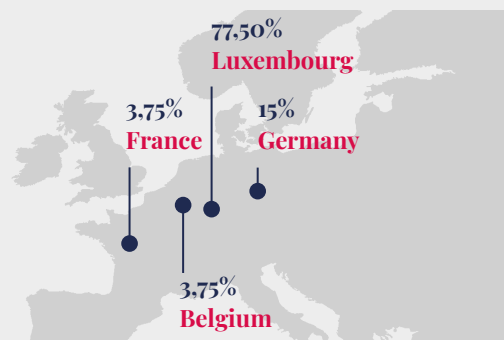 77,50%
Luxembourg
3,75%
France
15%
Germany
3,75%
Belgium